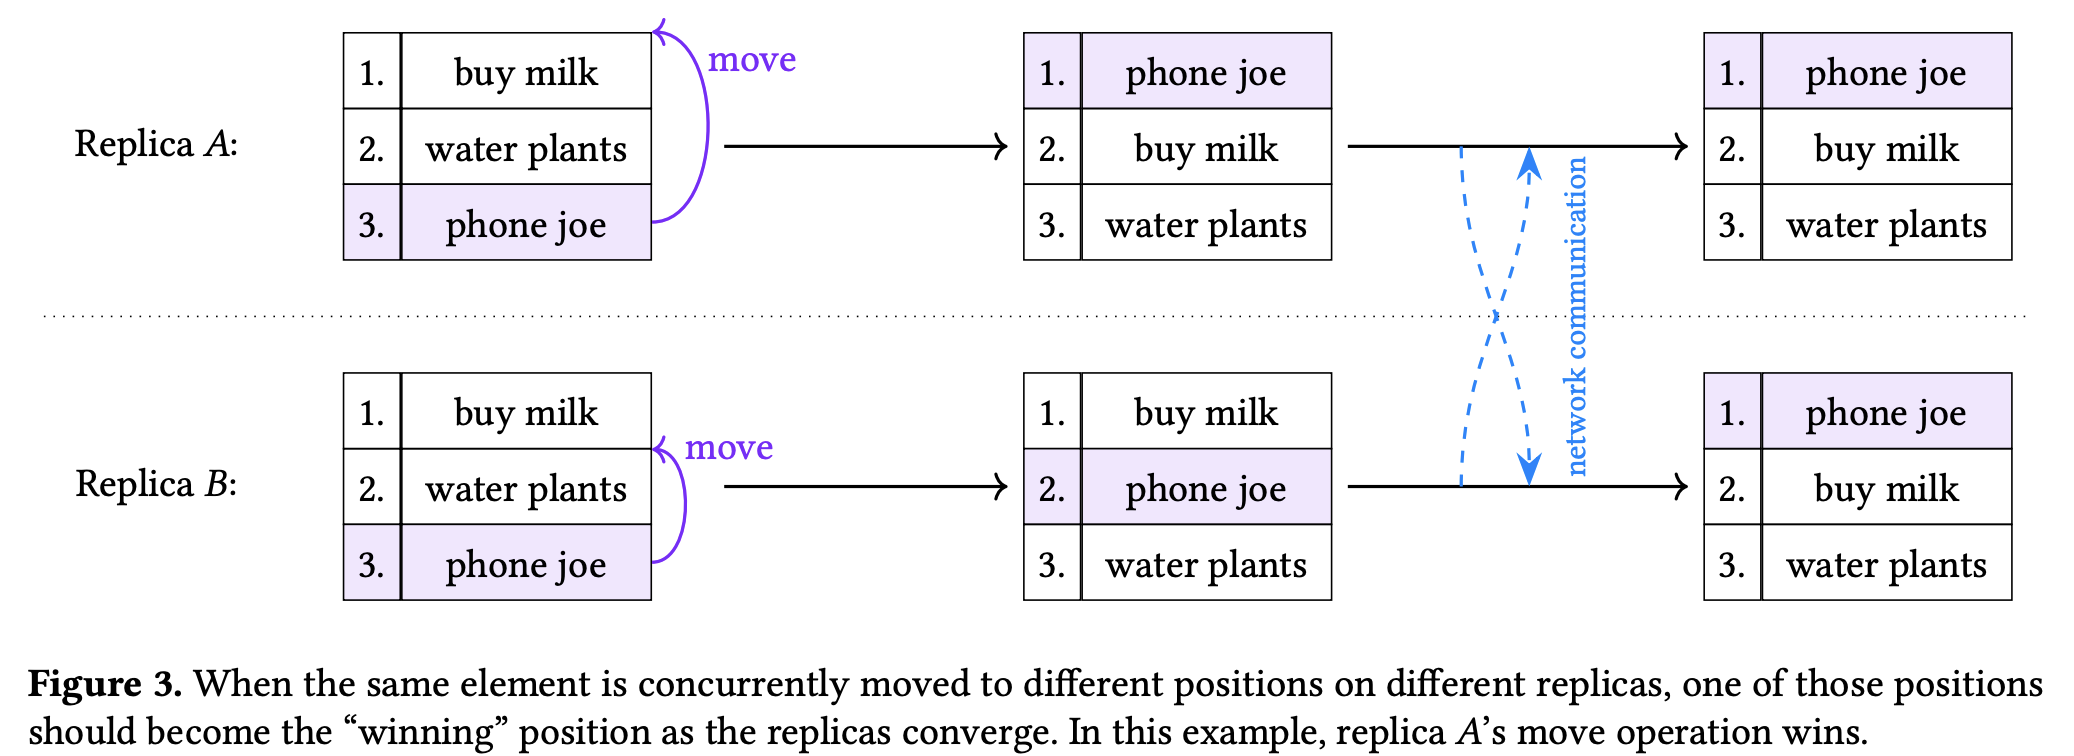 Replica A:
1. buy milk
2. water plants
3. phone joe
move
1. phone joe
2. buy milk
3. water plants
network communication
1. phone joe
2. buy milk
3. water plants
Replica B:
1. buy milk
2. water plants
3. phone joe
move
1. buy milk
2. phone joe
3. water plants
1. phone joe
2. buy milk
3. water plants
Figure 3. When the same element is concurrently moved to different positions on different replicas, one of those positions
should become the “winning” position as the replicas converge. In this example, replica A’s move operation wins.